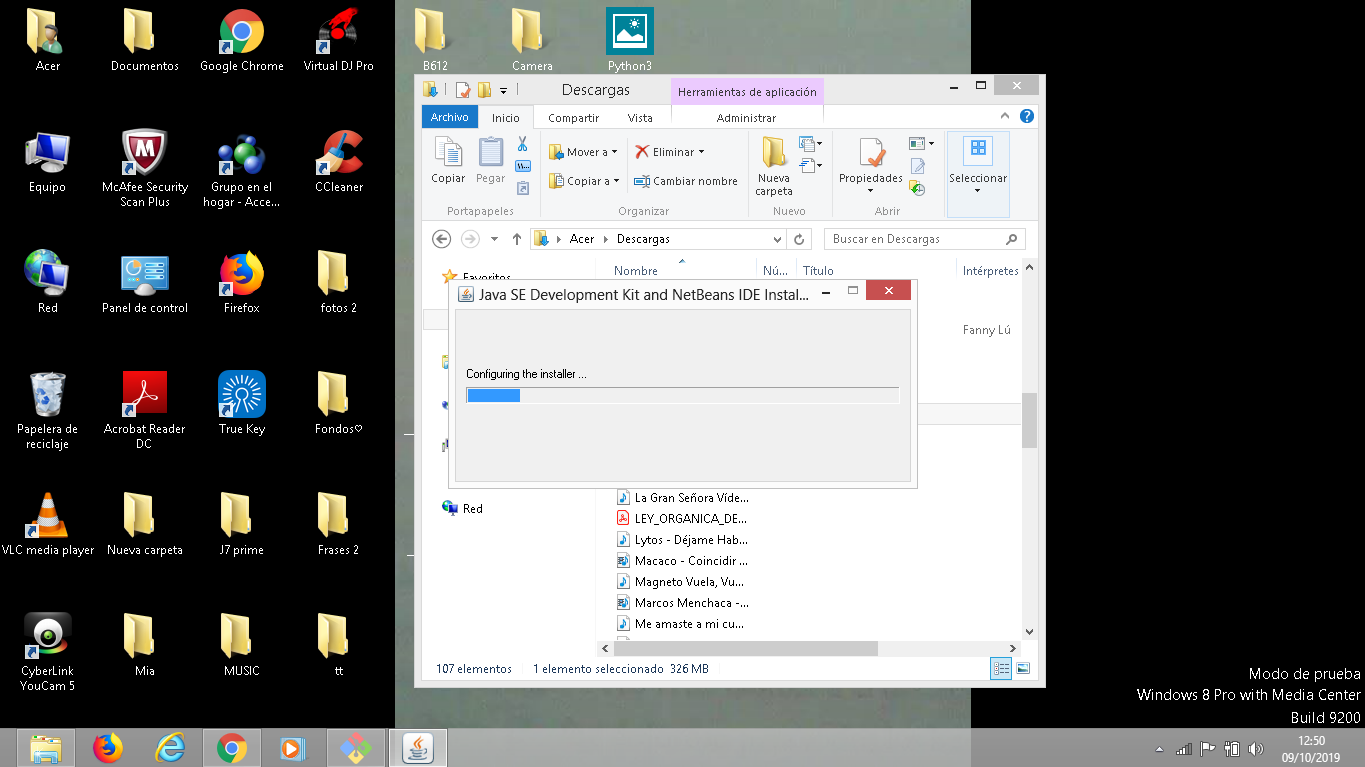 Acer
Documentos
Google Chrome
Virtual DJ Pro
B612
Camera
Python3
Equipo
McAfee Security
Scan Plus
Grupo en el
hogar - Acce...
CCleaner
Red
Panel de control
Firefox
fotos 2
Papelera de
reciclaje
Acrobat Reader
DC
True Key
Fondos♡
VLC media player
Nueva carpeta
J7 prime
Frases 2
CyberLink
YouCam 5
Mia
MUSIC
tt
Descargas
Herramientas de aplicación
Archivo
Inicio
Compartir
Vista
Administrar
Copiar
Pegar
Mover a
Copiar a
Eliminar
Cambiar nombre
Nueva
carpeta
Propiedades
Seleccionar
Portapapeles
Organizar
Nuevo
Abrir
Acer
Descargas
Buscar en Descargas
Favoritos
Nombre
Nú...
Título
Intérpretes
Java SE Development Kit and NetBeans IDE Instal...
Fanny Lú
Configuring the installer ...
Red
La Gran Señora Víde...
LEY_ORGANICA_DE...
Lytos - Déjame Hab...
Macaco - Coincidir ...
Magneto Vuela, Vu...
Marcos Menchaca -...
Me amaste a mi cu...
107 elementos
1 elemento seleccionado 326 MB
Modo de prueba
Windows 8 Pro with Media Center
Build 9200
12:50
09/10/2019